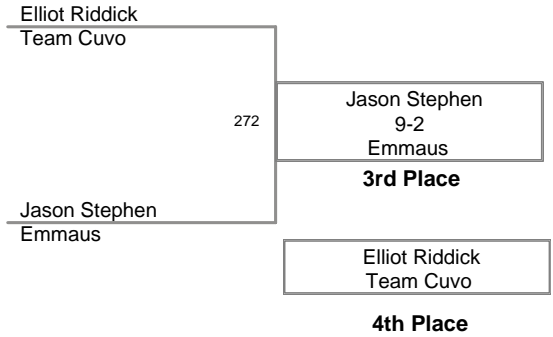 Elliot Riddick
Team Cuvo
272
Jason Stephen
9-2
Emmaus
3rd Place
Jason Stephen
Emmaus
Elliot Riddick
Team Cuvo
4th Place